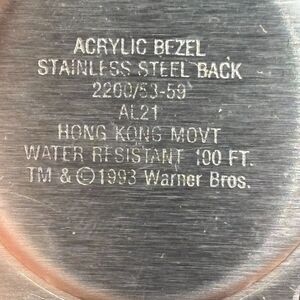 ACRYLIC BEZEL
STAINLESS STEEL BACK
2200/53-59
AL21
HONG KONG MOVT
WATER RESISTANT 100 FT.
TM & ©1993 Warner Bros.